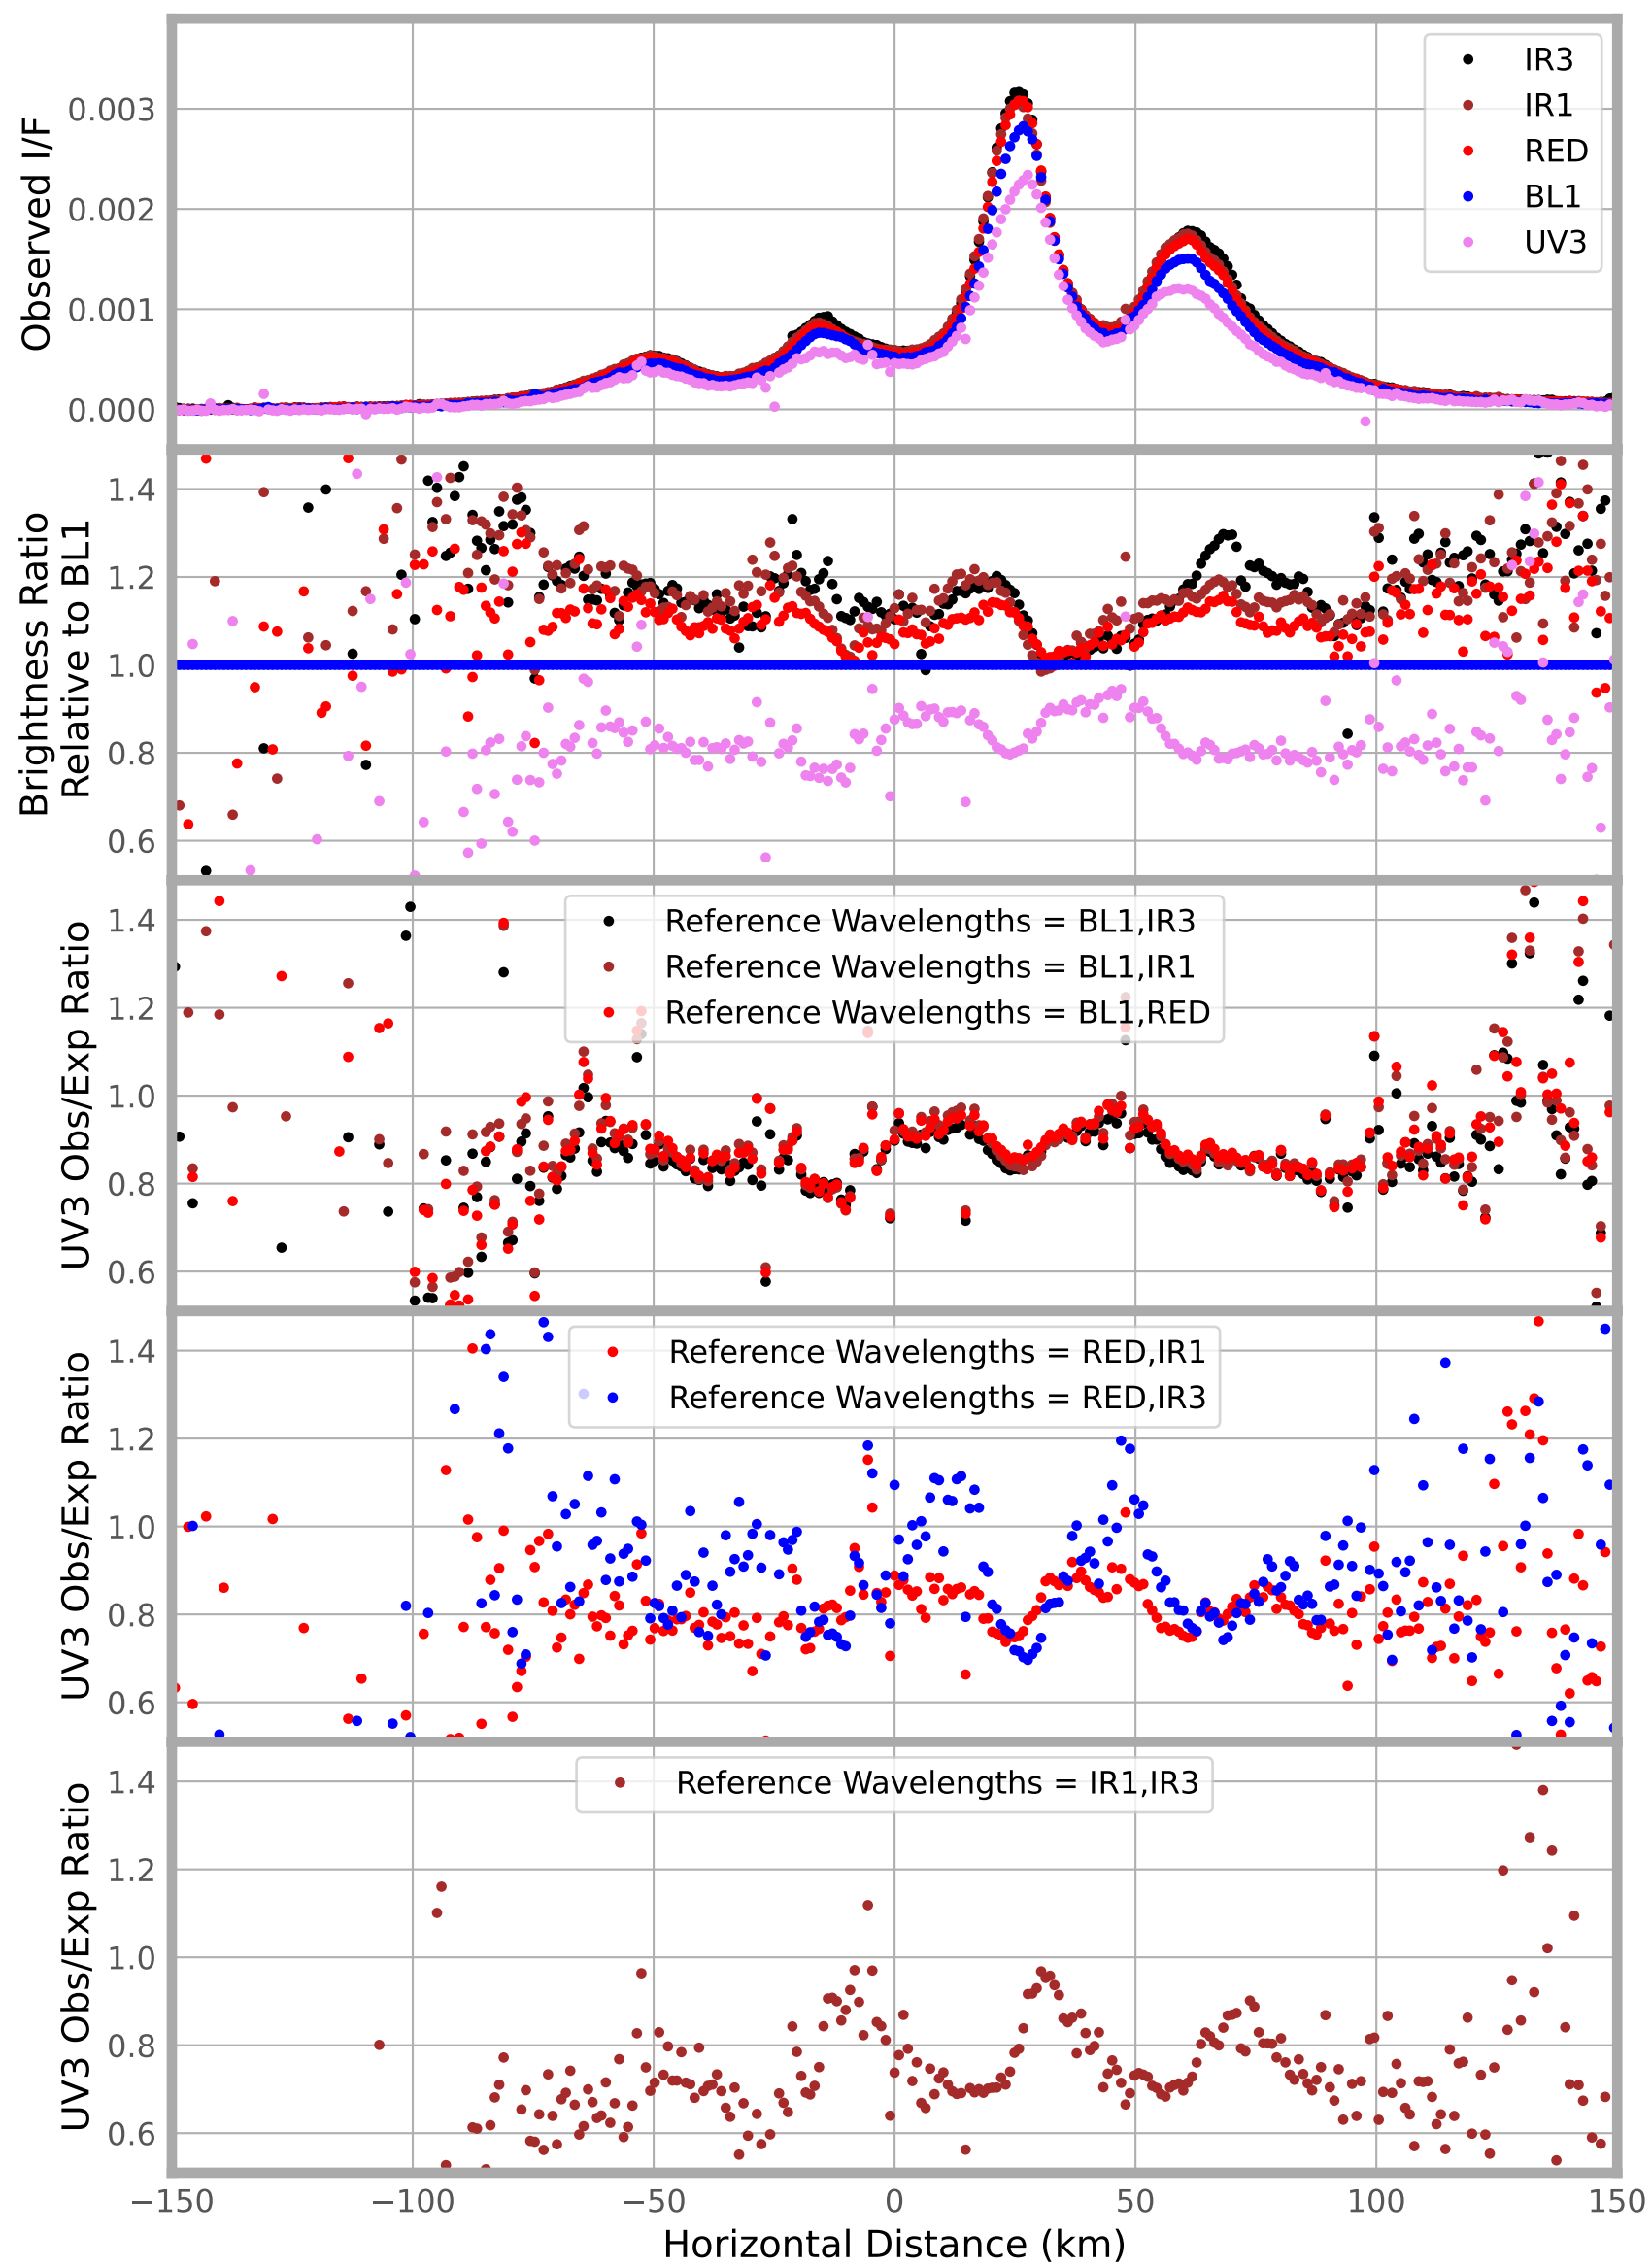 Observed I/F
0.003
0.002
0.001
0.000
IR3
IR1
RED
BL1
UV3
Brightness Ratio
Relative to BL1
1.4
1.2
1.0
0.8
0.6
UV3 Obs/Exp Ratio
1.4
1.2
1.0
0.8
0.6
Reference Wavelengths = BL1,IR3
Reference Wavelengths = BL1,IR1
Reference Wavelengths = BL1,RED
UV3 Obs/Exp Ratio
1.4
1.2
1.0
0.8
0.6
Reference Wavelengths = RED,IR1
Reference Wavelengths = RED,IR3
UV3 Obs/Exp Ratio
1.4
1.2
1.0
0.8
0.6
Reference Wavelengths = IR1,IR3
−150 −100 −50 0 50 100 150
Horizontal Distance (km)